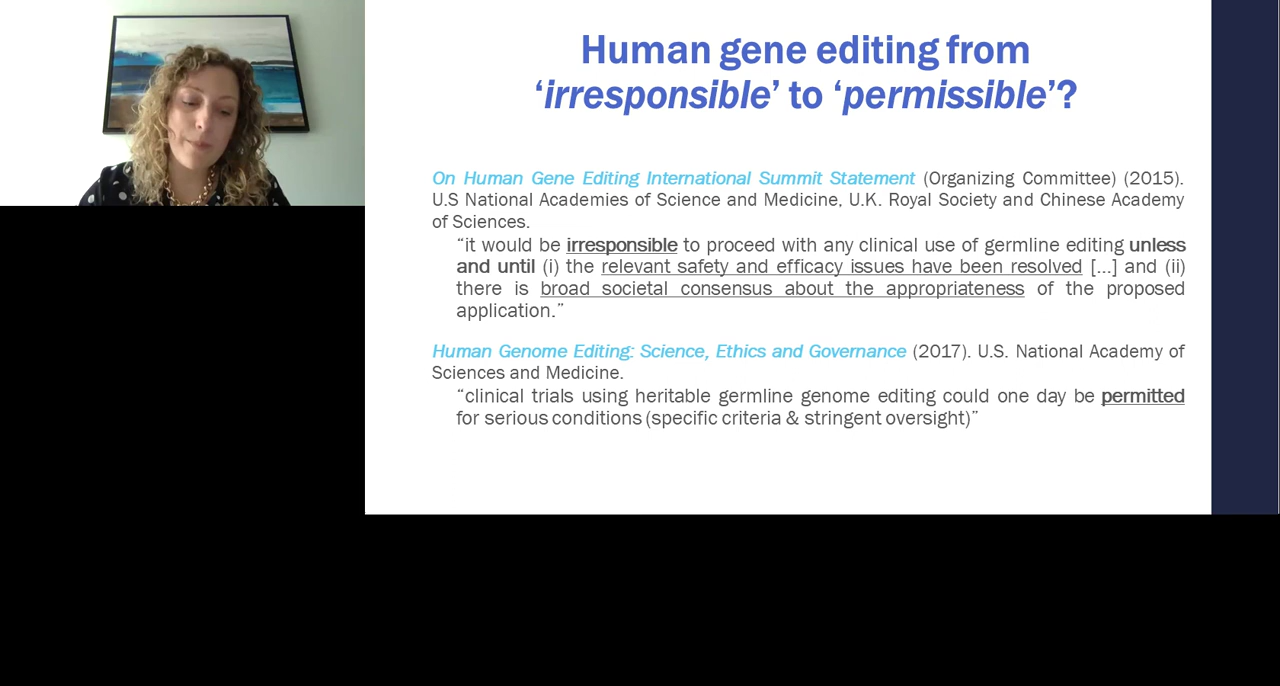 Human gene editing from
‘irresponsible’ to ‘permissible’?
On Human Gene Editing International Summit Statement (Organizing Committee) (2015).
U.S National Academies of Science and Medicine, U.K. Royal Society and Chinese Academy
of Sciences.
“it would be irresponsible to proceed with any clinical use of germline editing unless
and until (i) the relevant safety and efficacy issues have been resolved [...] and (ii)
there is broad societal consensus about the appropriateness of the proposed
application.”
Human Genome Editing: Science, Ethics and Governance (2017). U.S. National Academy of
Sciences and Medicine.
“clinical trials using heritable germline genome editing could one day be permitted
for serious conditions (specific criteria & stringent oversight)”